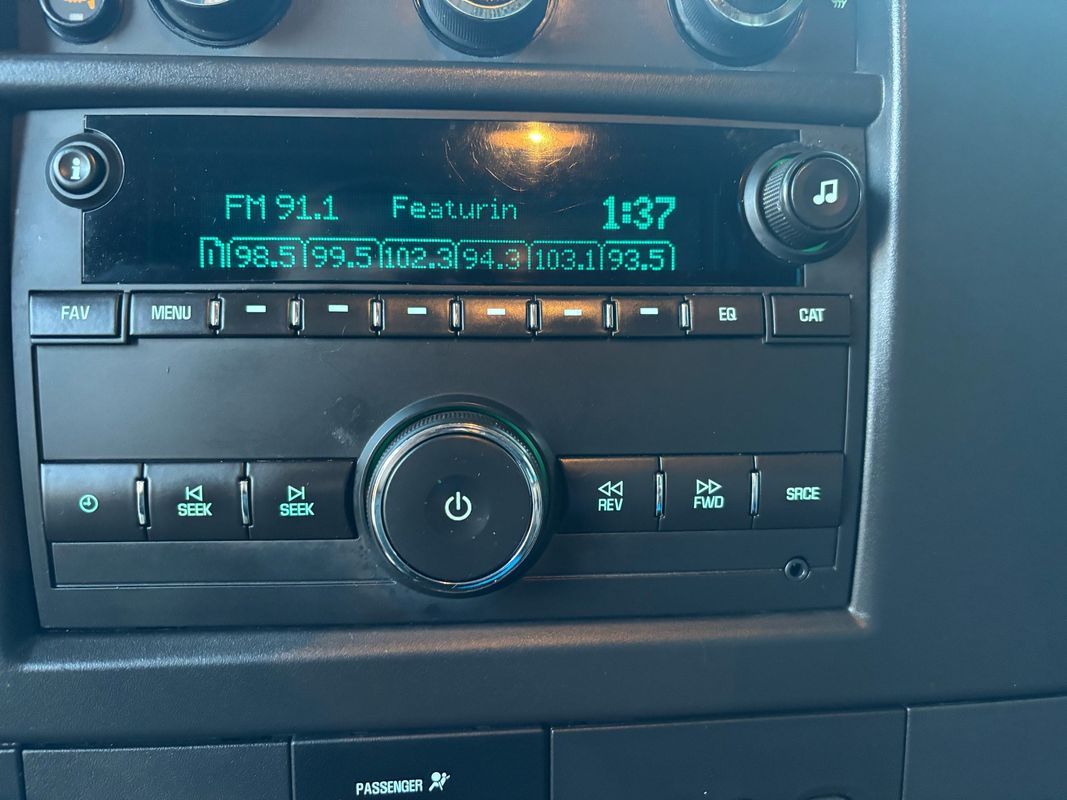 i
FM 91.1 Featurin 1:37
98.5 99.5 102.3 94.3 103.1 93.5
FAV MENU EQ CAT
SEEK SEEK REV FWD SRCE
PASSENGER